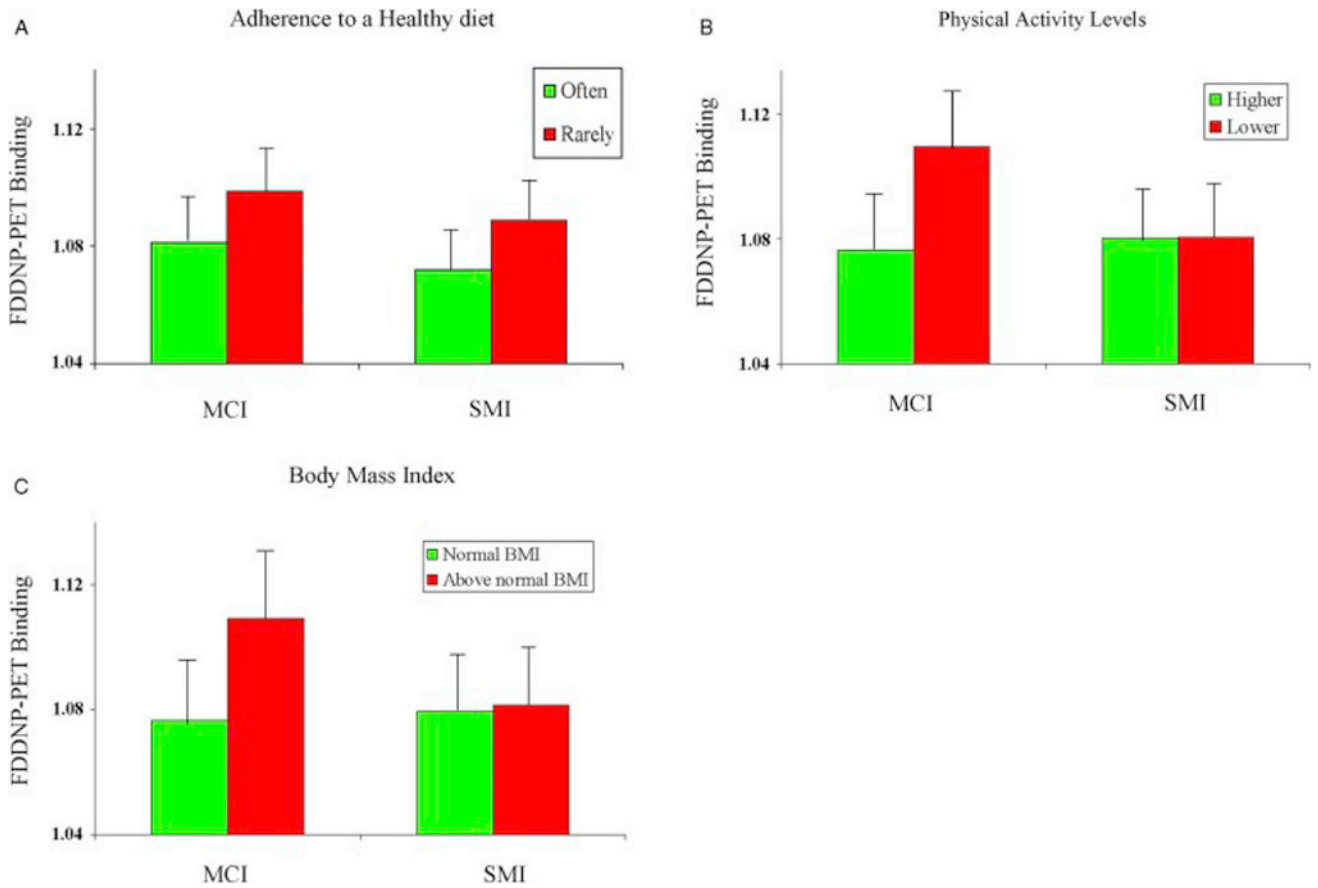 A
Adherence to a Healthy diet
FDDNP-PET Binding
1.12
1.08
1.04
Often
Rarely
MCI
SMI
B
Physical Activity Levels
FDDNP-PET Binding
1.12
1.08
1.04
Higher
Lower
MCI
SMI
C
Body Mass Index
FDDNP-PET Binding
1.12
1.08
1.04
Normal BMI
Above normal BMI
MCI
SMI